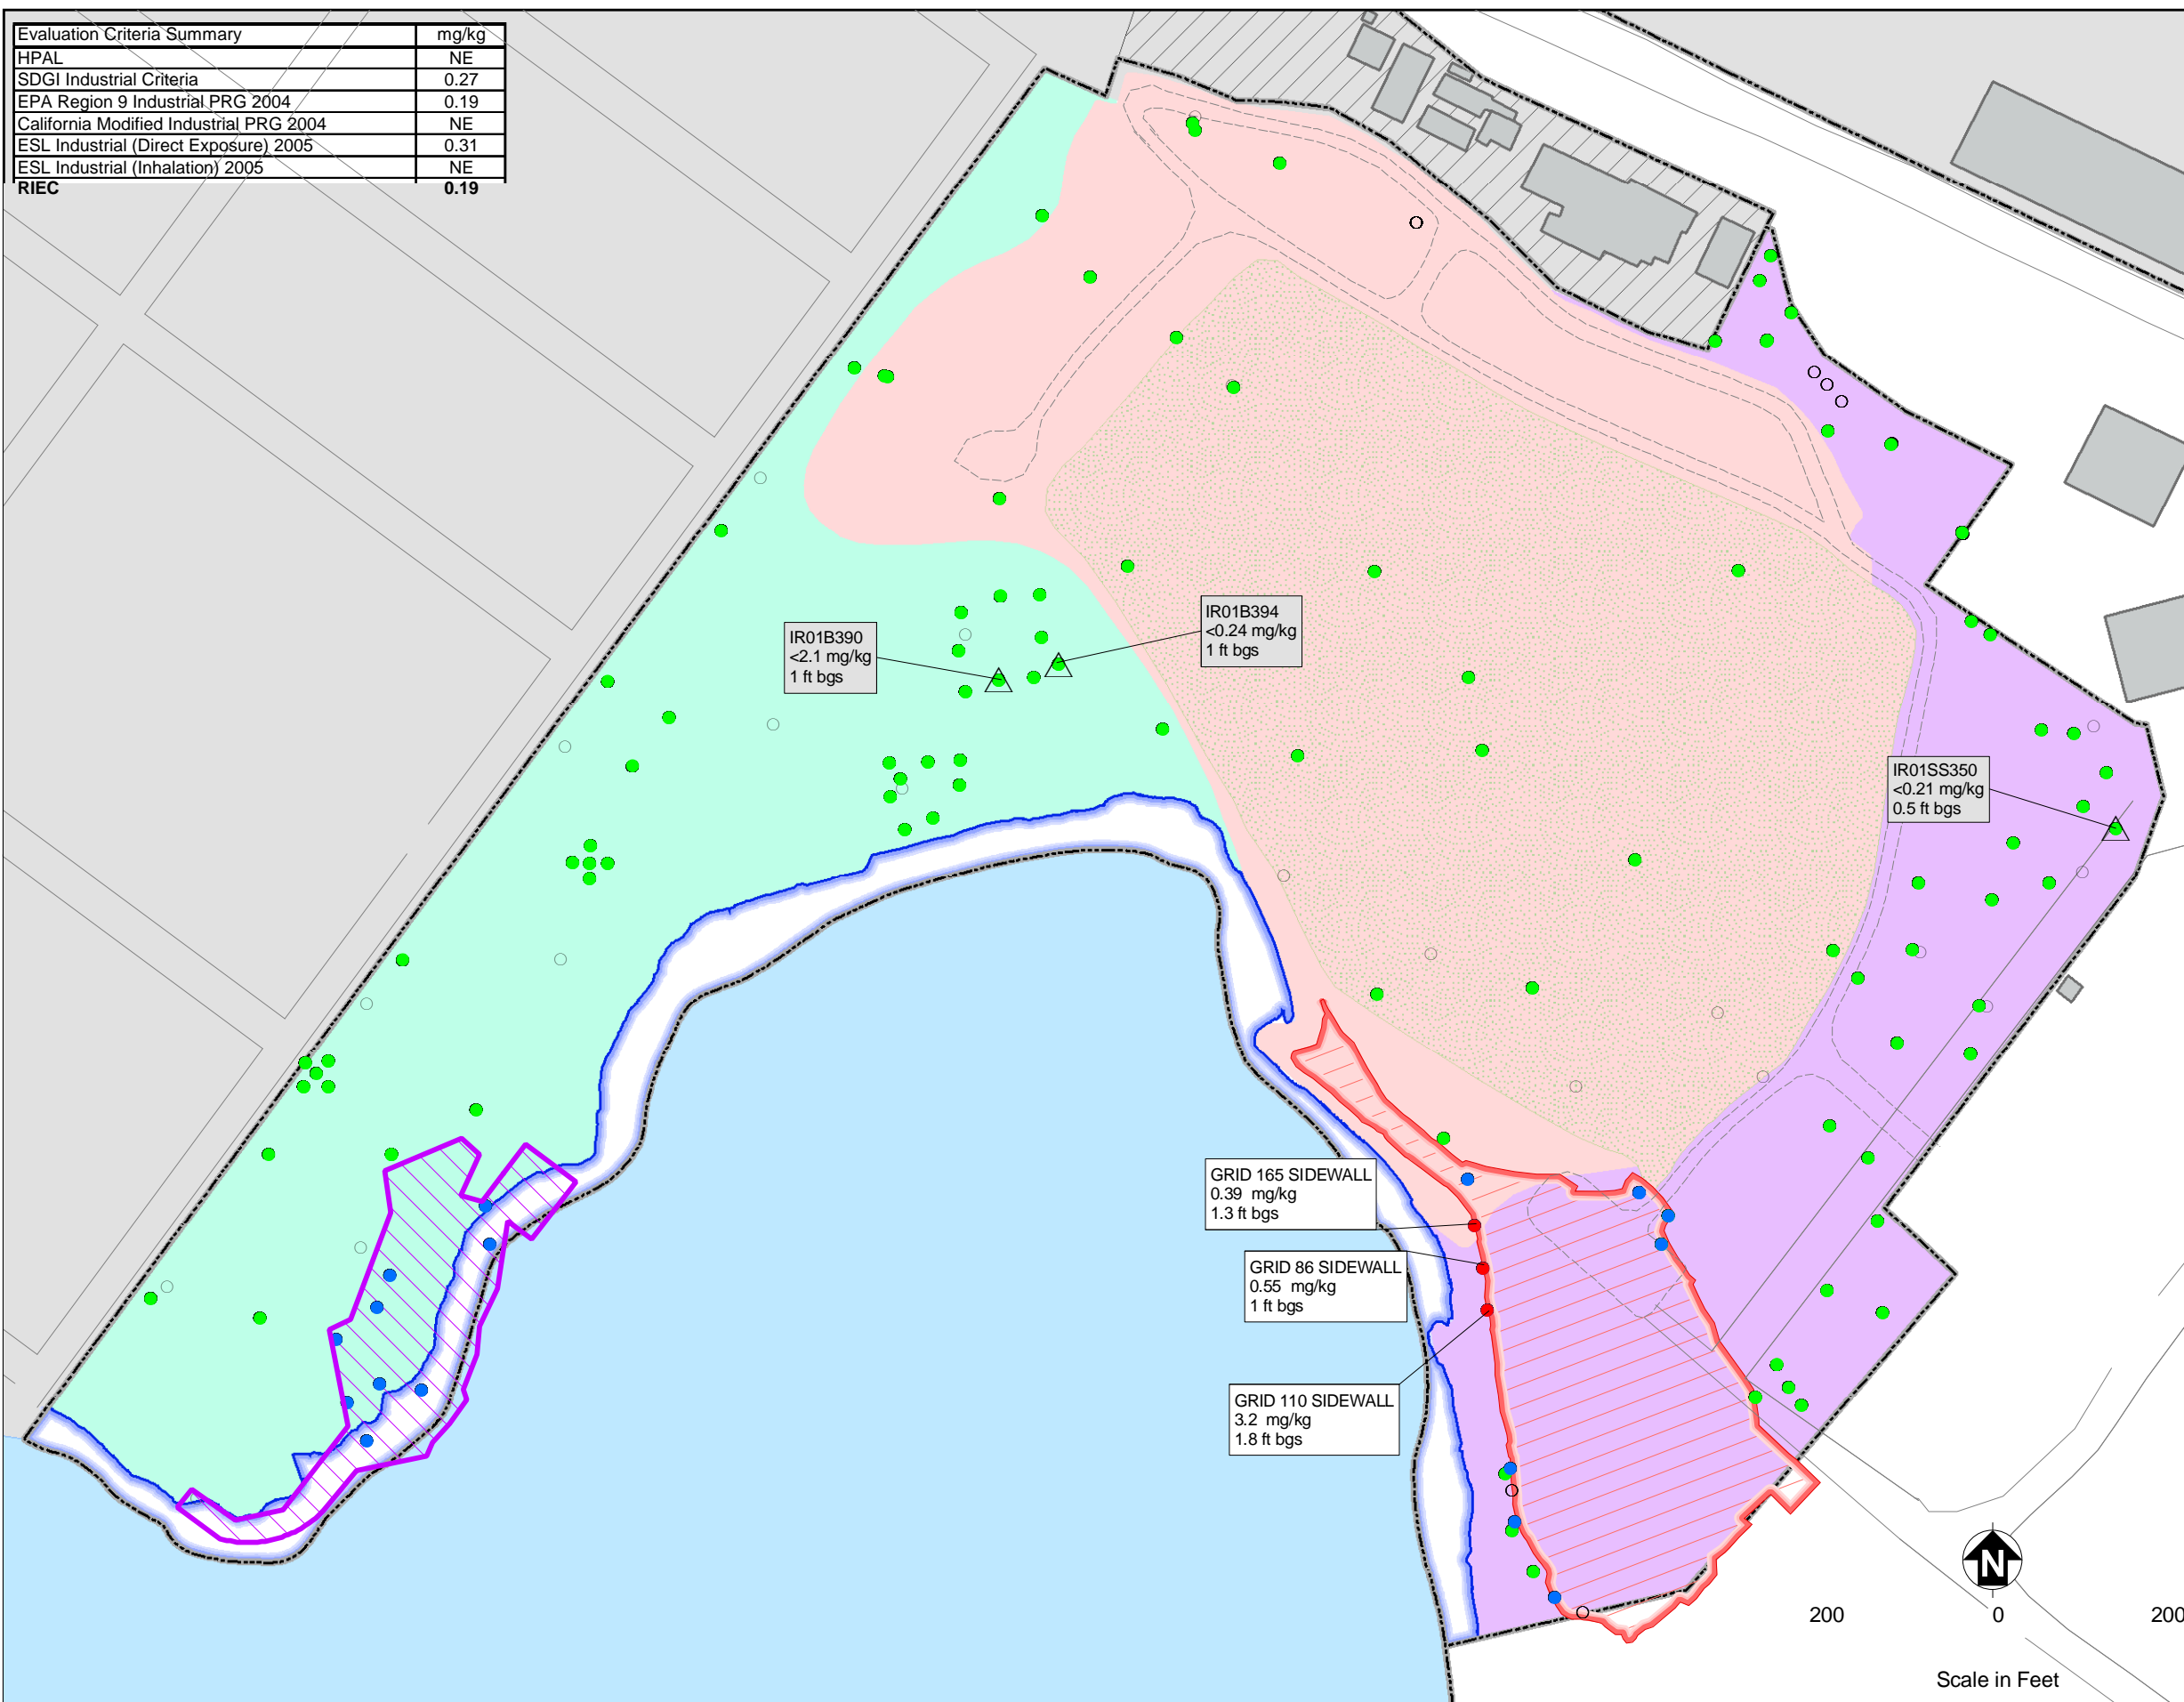 Evaluation Criteria Summary mg/kg
HPAL NE
SDGI Industrial Criteria 0.27
EPA Region 9 Industrial PRG 2004 0.19
California Modified Industrial PRG 2004 NE
ESL Industrial (Direct Exposure) 2005 0.31
ESL Industrial (Inhalation) 2005 NE
RIEC 0.19
IR01B394
<0.24 mg/kg
1 ft bgs
IR01B390
<2.1 mg/kg
1 ft bgs
IR01SS350
<0.21 mg/kg
0.5 ft bgs
GRID 165 SIDEWALL
0.39 mg/kg
1.3 ft bgs
GRID 86 SIDEWALL
0.55 mg/kg
1 ft bgs
GRID 110 SIDEWALL
3.2 mg/kg
1.8 ft bgs
N
200 0 200
Scale in Feet